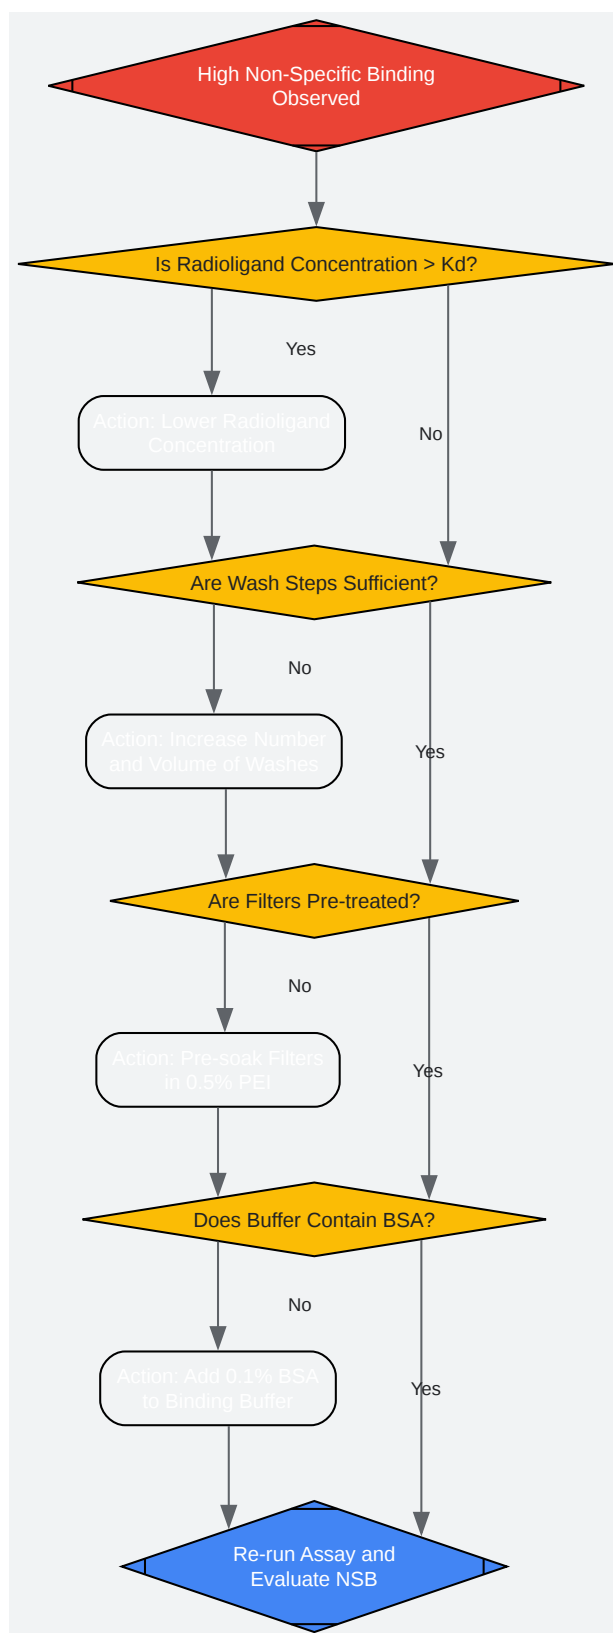 High Non-Specific Binding
Observed
Is Radioligand Concentration > Kd?
Yes
Action: Lower Radioligand
Concentration
No
Are Wash Steps Sufficient?
No
Action: Increase Number
and Volume of Washes
Yes
Are Filters Pre-treated?
No
Action: Pre-soak Filters
in 0.5% PEI
Yes
Does Buffer Contain BSA?
No
Action: Add 0.1% BSA
to Binding Buffer
Yes
Re-run Assay and
Evaluate NSB